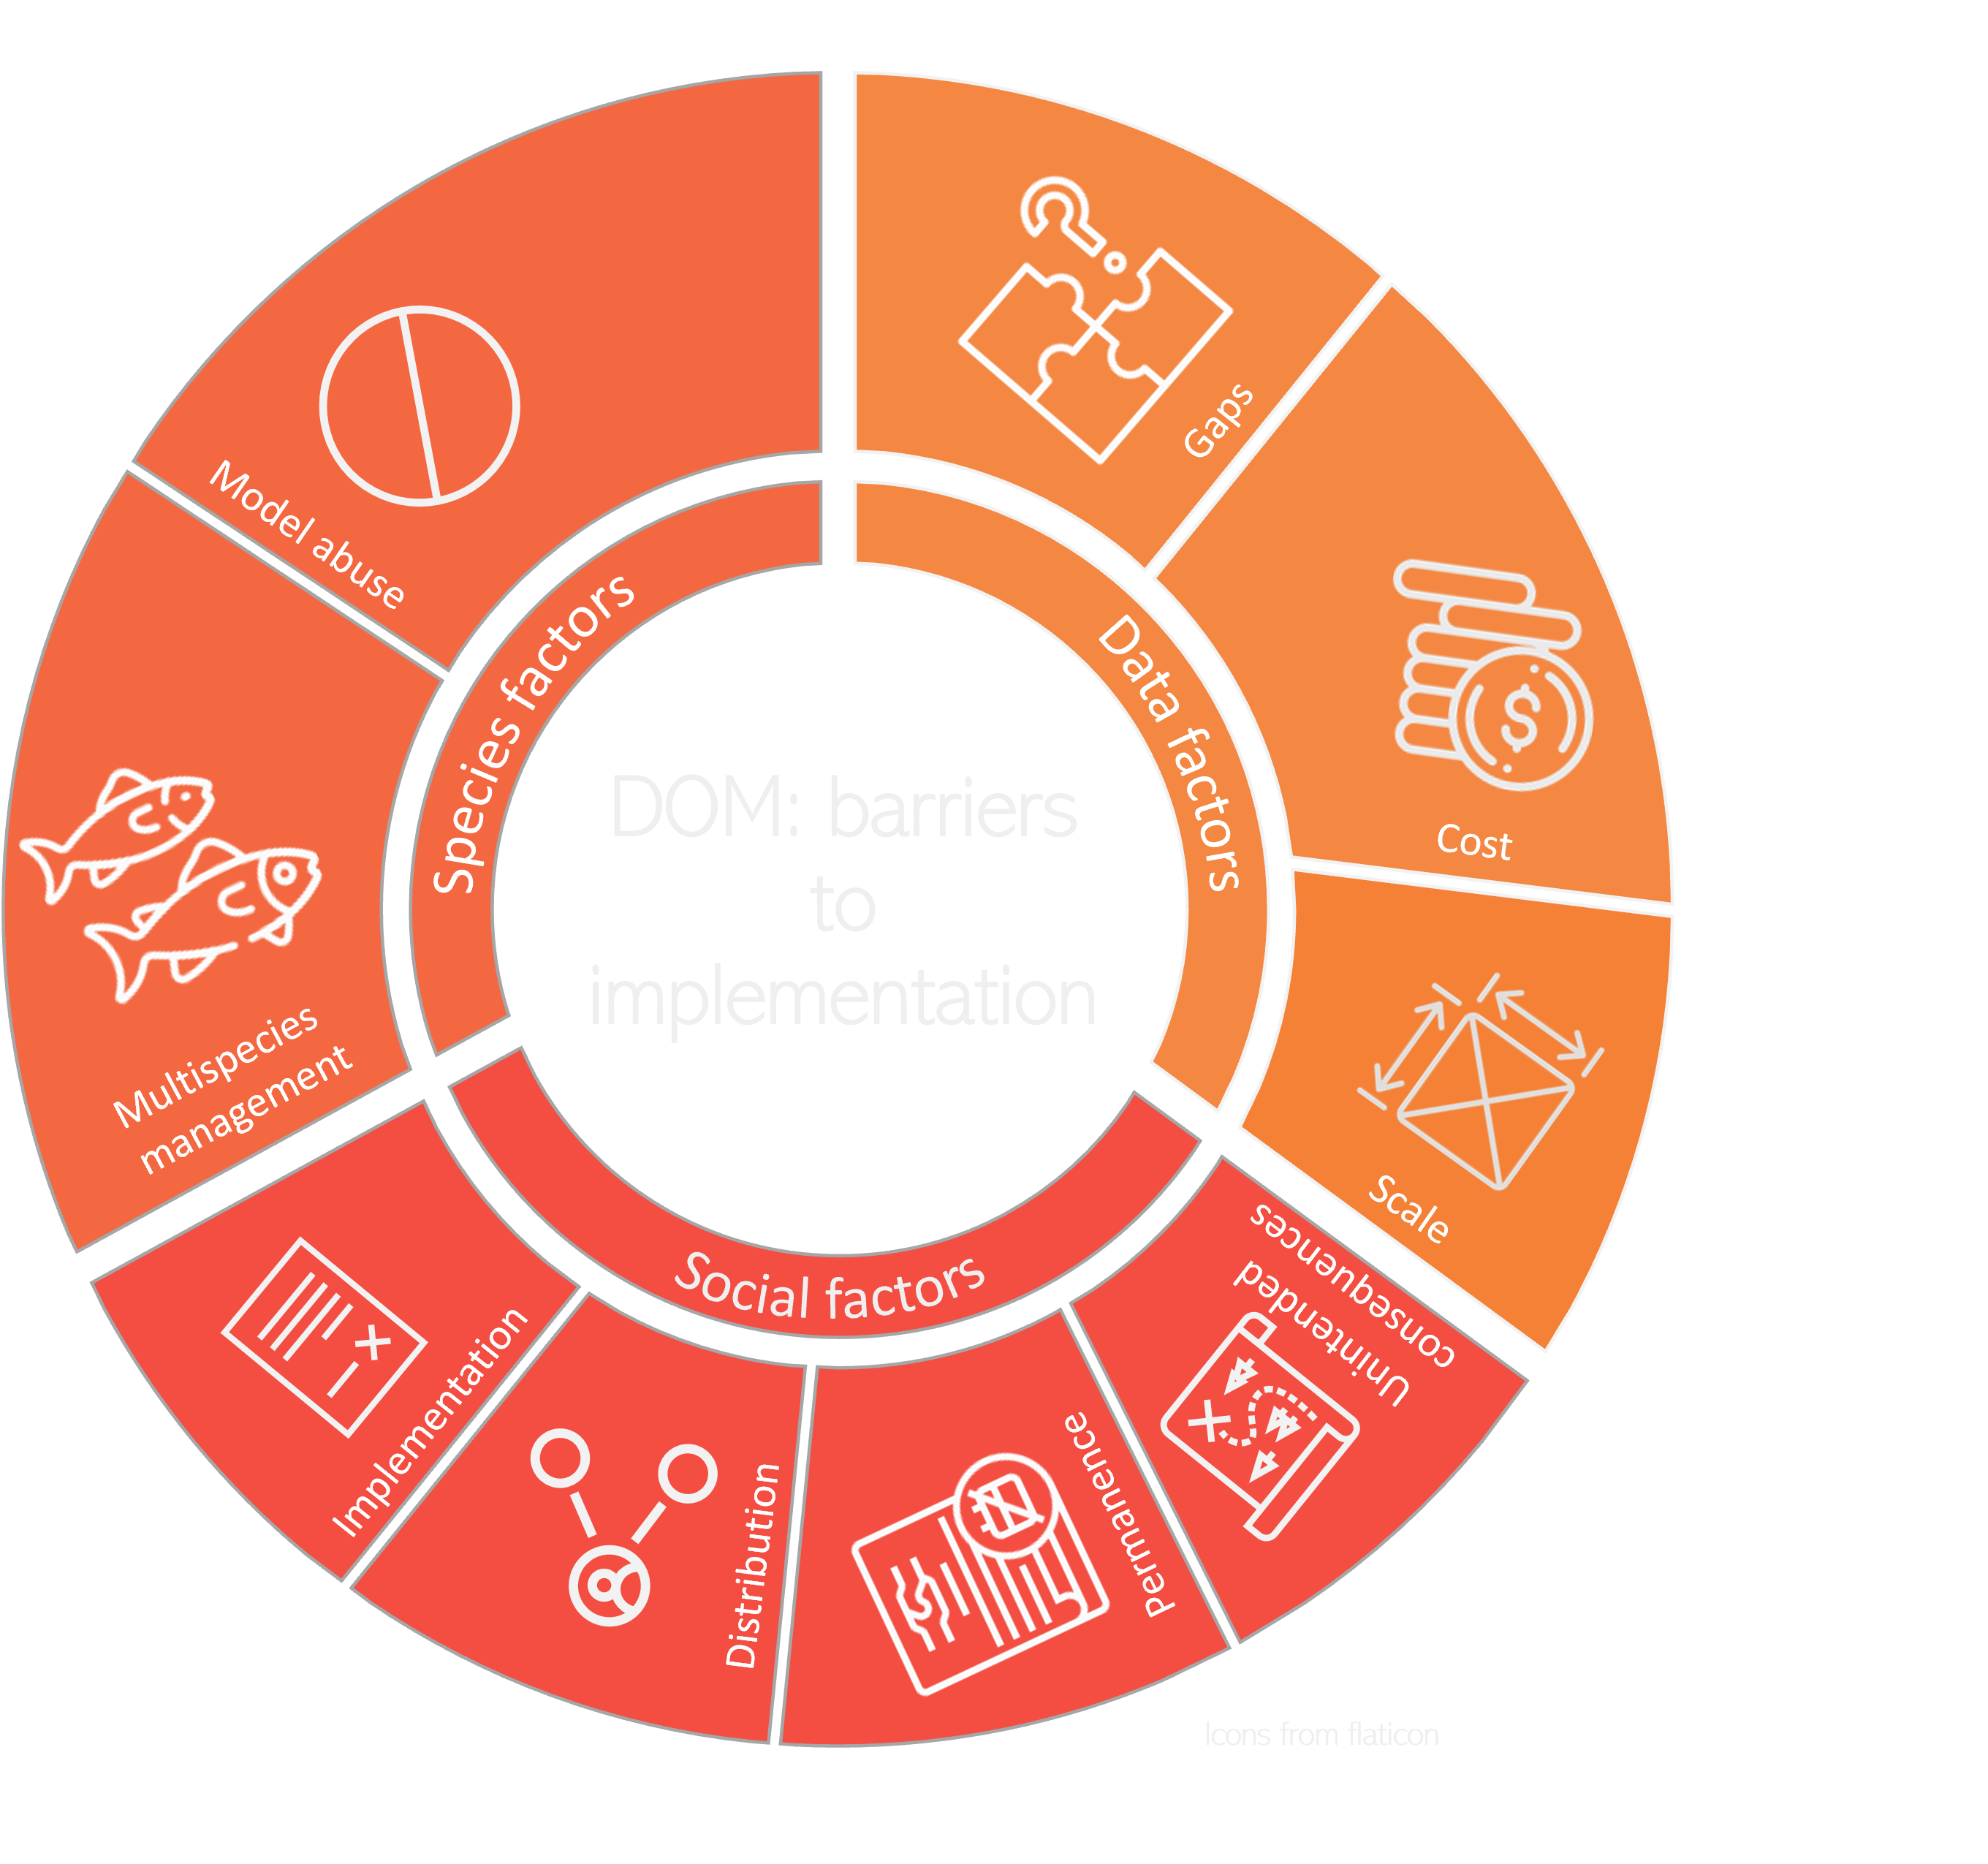 DOM: barriers
to
implementation
Data factors
Gaps
Cost
Scale
Social factors
Unintended
consequences
Permanence
Distribution
Implementation
Species factors
Multispecies
management
Model abuse
$
Icons from flaticon